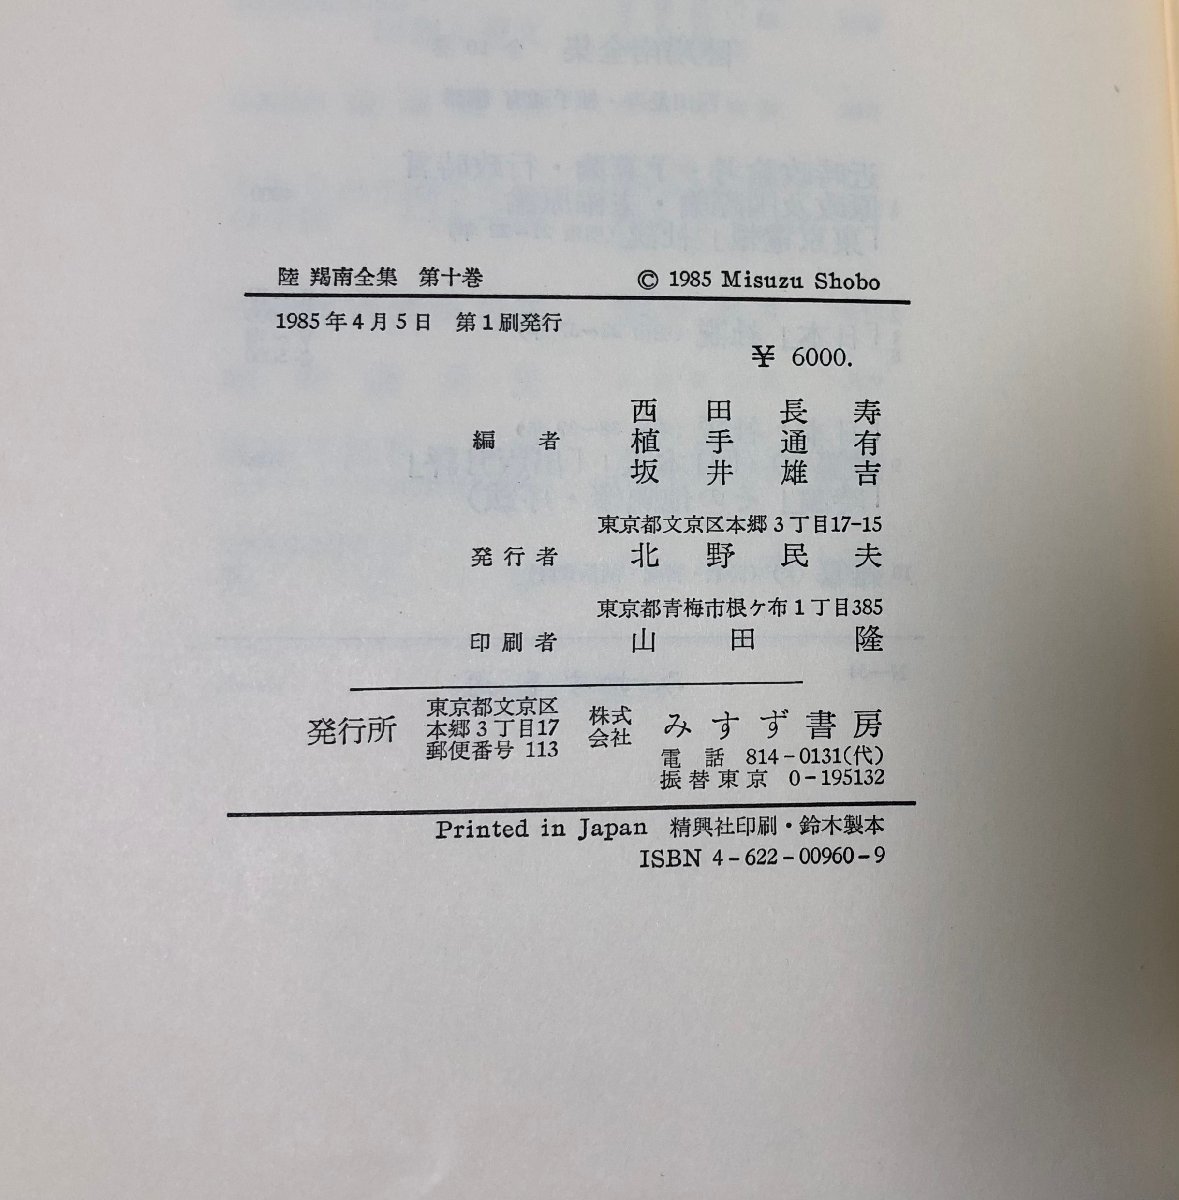 陸 羯南全集 第十巻 © 1985 Misuzu Shobo
1985年4月5日 第1刷発行
¥ 6000.
編者
西田長寿
植手通有
坂井雄吉
東京都文京区本郷3丁目17-15
発行者 北野民夫
東京都青梅市根ケ布1丁目385
印刷者 山田隆
発行所
東京都文京区
本郷3丁目17
郵便番号 113
株式
会社
みすず書房
電話 814-0131(代)
振替東京 0-195132
Printed in Japan 精興社印刷・鈴木製本
ISBN 4-622-00960-9